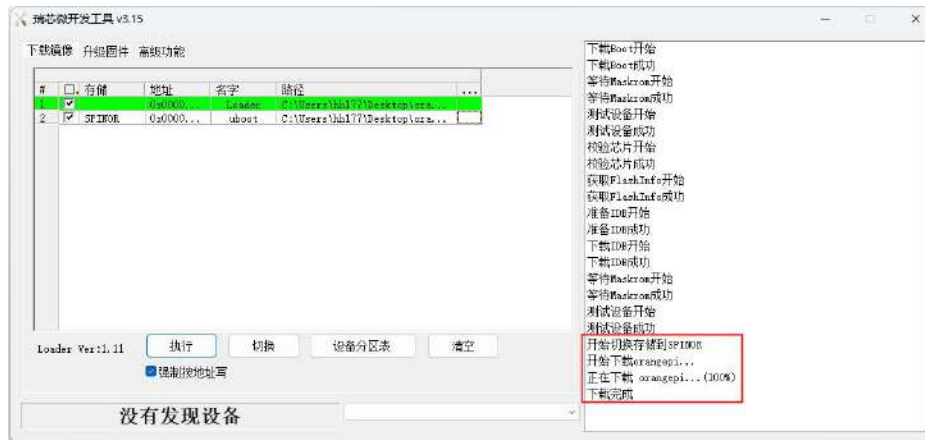 瑞芯微开发工具 v3.15
下载镜像 升级固件 高级功能
# 存储 地址 名字 路径 ...
1 0x0000... Loader C:\Users\hbl77\Desktop\ora...
2 SPINOR 0x0000... uboot C:\Users\hbl77\Desktop\ora...
Loader Ver:1.11 执行 切换 设备分区表 清空
强制按地址写
没有发现设备
下载Boot开始
下载Boot成功
等待Maskrom开始
等待Maskrom成功
测试设备开始
测试设备成功
校验芯片开始
校验芯片成功
获取FlashInfo开始
获取FlashInfo成功
准备IDB开始
准备IDB成功
下载IDB开始
下载IDB成功
等待Maskrom开始
等待Maskrom成功
测试设备开始
测试设备成功
开始切换存储到SPINOR
开始下载orangepi...
正在下载 orangepi...(100%)
下载完成